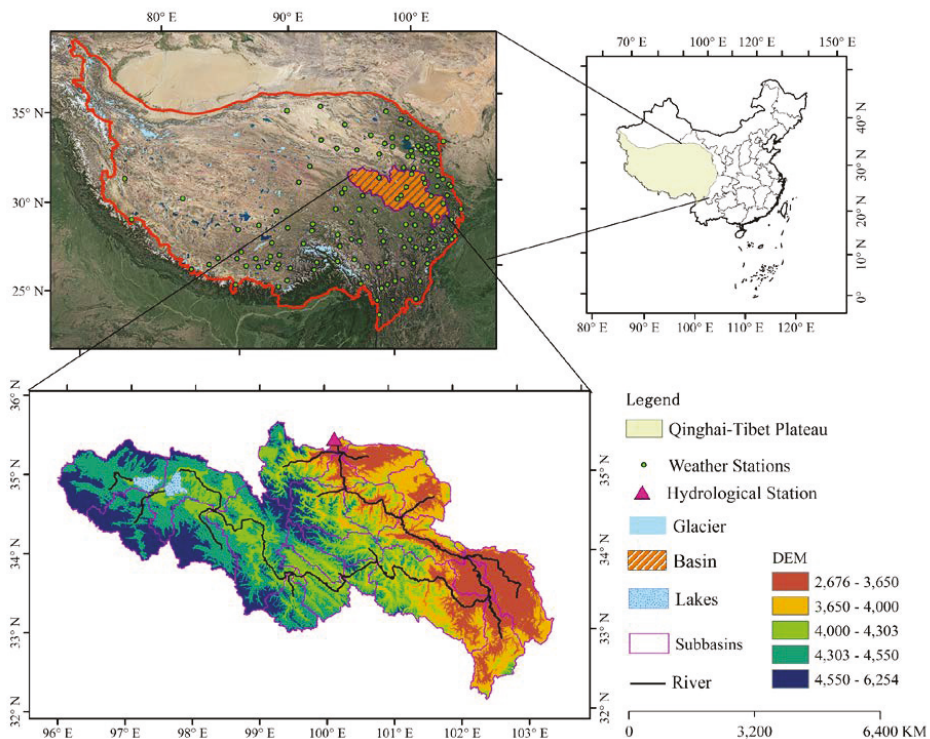 80° E 90° E 100° E
35° N
30° N
25° N
70° E 80° E 90° E 100° E 140° E 150° E
40° N
30° N
20° N
10° N
0°
80° E 90° E 100° E 110° E 120° E
36° N
35° N
34° N
33° N
32° N
35° N
34° N
33° N
32° N
96° E 97° E 98° E 99° E 100° E 101° E 102° E 103° E
Legend
Qinghai-Tibet Plateau
Weather Stations
Hydrological Station
Glacier
Basin
Lakes
Subbasins
River
DEM
2,676 - 3,650
3,650 - 4,000
4,000 - 4,303
4,303 - 4,550
4,550 - 6,254
0 3,200 6,400 KM